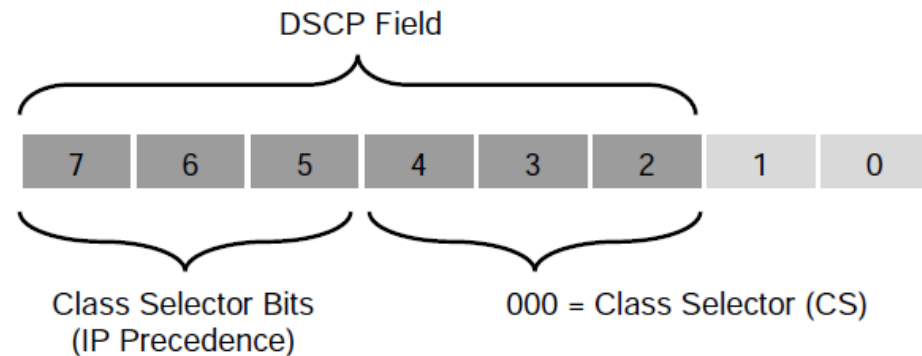 DSCP Field
7 6 5 4 3 2 1 0
Class Selector Bits
(IP Precedence)
000 = Class Selector (CS)